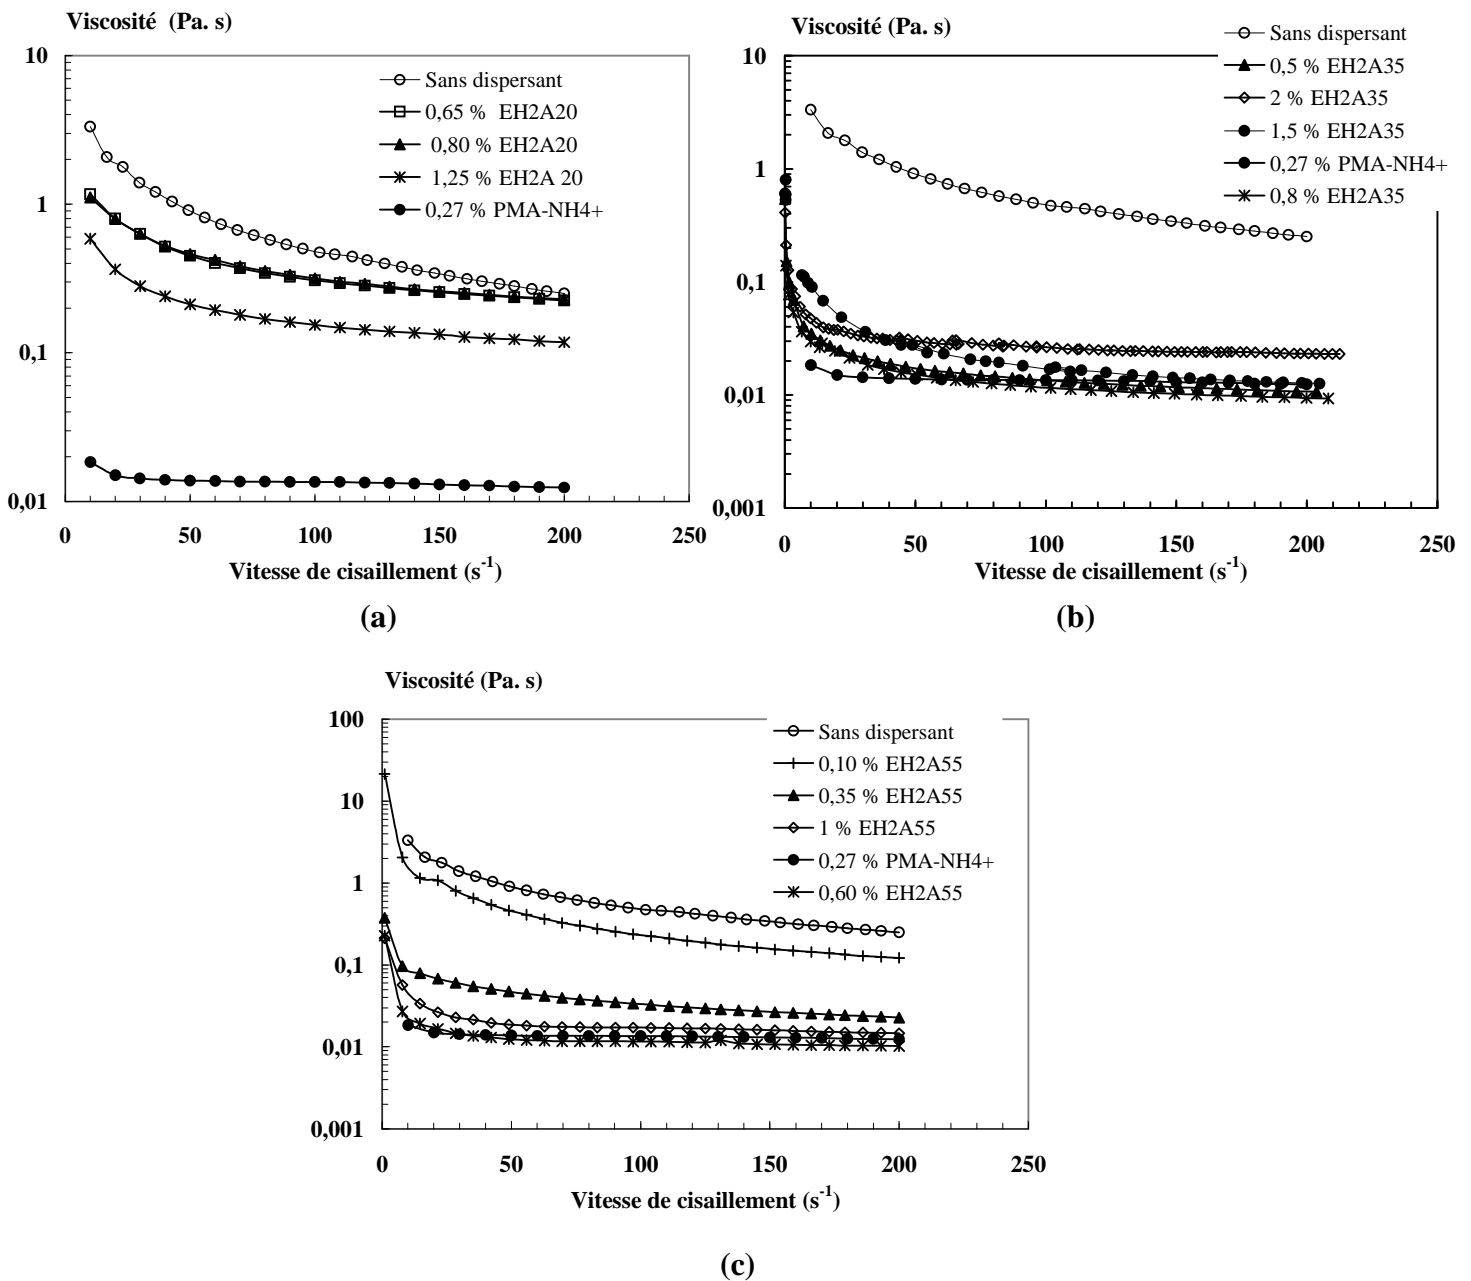 Viscosité (Pa. s)
10
1
0,1
0,01
0
50
100
150
200
250
Sans dispersant
0,65 % EH2A20
0,80 % EH2A20
1,25 % EH2A 20
0,27 % PMA-NH4+
Vitesse de cisaillement (s-1)
(a)
Viscosité (Pa. s)
10
1
0,1
0,01
0,001
0
50
100
150
200
250
Sans dispersant
0,5 % EH2A35
2 % EH2A35
1,5 % EH2A35
0,27 % PMA-NH4+
0,8 % EH2A35
Vitesse de cisaillement (s-1)
(b)
Viscosité (Pa. s)
100
10
1
0,1
0,01
0,001
0
50
100
150
200
250
Sans dispersant
0,10 % EH2A55
0,35 % EH2A55
1 % EH2A55
0,27 % PMA-NH4+
0,60 % EH2A55
Vitesse de cisaillement (s-1)
(c)